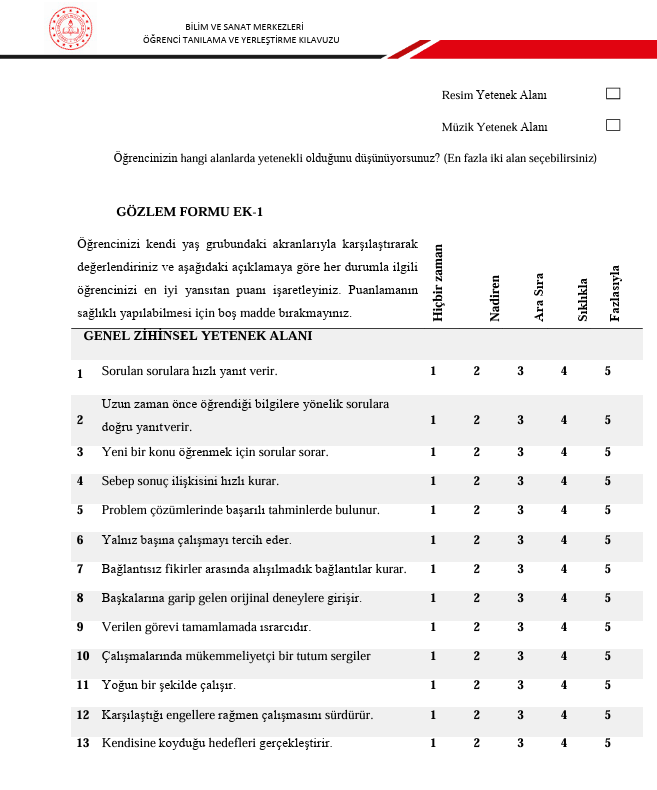 BİLİM VE SANAT MERKEZLERİ
ÖĞRENCİ TANILAMA VE YERLEŞTİRME KILAVUZU
Resim Yetenek Alanı
Müzik Yetenek Alanı
Öğrencinizin hangi alanlarda yetenekli olduğunu düşünüyorsunuz? (En fazla iki alan seçebilirsiniz)
GÖZLEM FORMU EK-1
Öğrencinizi kendi yaş grubundaki akranlarıyla karşılaştırarak
değerlendiriniz ve aşağıdaki açıklamaya göre her durumla ilgili
öğrencinizi en iyi yansıtan puanı işaretleyiniz. Puanlamanın
sağlıklı yapılabilmesi için boş madde bırakmayınız.
Hiçbir zaman
Nadiren
Ara Sıra
Sıklıkla
Fazlasıyla
GENEL ZİHİNSEL YETENEK ALANI
1 Sorulan sorulara hızlı yanıt verir. 1 2 3 4 5
Uzun zaman önce öğrendiği bilgilere yönelik sorulara
2 doğru yanıtverir. 1 2 3 4 5
3 Yeni bir konu öğrenmek için sorular sorar. 1 2 3 4 5
4 Sebep sonuç ilişkisini hızlı kurar. 1 2 3 4 5
5 Problem çözümlerinde başarılı tahminlerde bulunur. 1 2 3 4 5
6 Yalnız başına çalışmayı tercih eder. 1 2 3 4 5
7 Bağlantısız fikirler arasında alışılmadık bağlantılar kurar. 1 2 3 4 5
8 Başkalarına garip gelen orijinal deneylere girişir. 1 2 3 4 5
9 Verilen görevi tamamlamada ısrarcıdır. 1 2 3 4 5
10 Çalışmalarında mükemmeliyetçi bir tutum sergiler 1 2 3 4 5
11 Yoğun bir şekilde çalışır. 1 2 3 4 5
12 Karşılaştığı engellere rağmen çalışmasını sürdürür. 1 2 3 4 5
13 Kendisine koyduğu hedefleri gerçekleştirir. 1 2 3 4 5